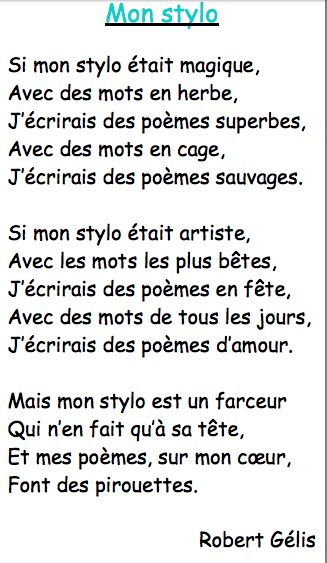 Mon stylo
Si mon stylo était magique,
Avec des mots en herbe,
J'écrirais des poèmes superbes,
Avec des mots en cage,
J'écrirais des poèmes sauvages.
Si mon stylo était artiste,
Avec les mots les plus bêtes,
J'écrirais des poèmes en fête,
Avec des mots de tous les jours,
J'écrirais des poèmes d'amour.
Mais mon stylo est un farceur
Qui n'en fait qu'à sa tête,
Et mes poèmes, sur mon cœur,
Font des pirouettes.
Robert Gélis